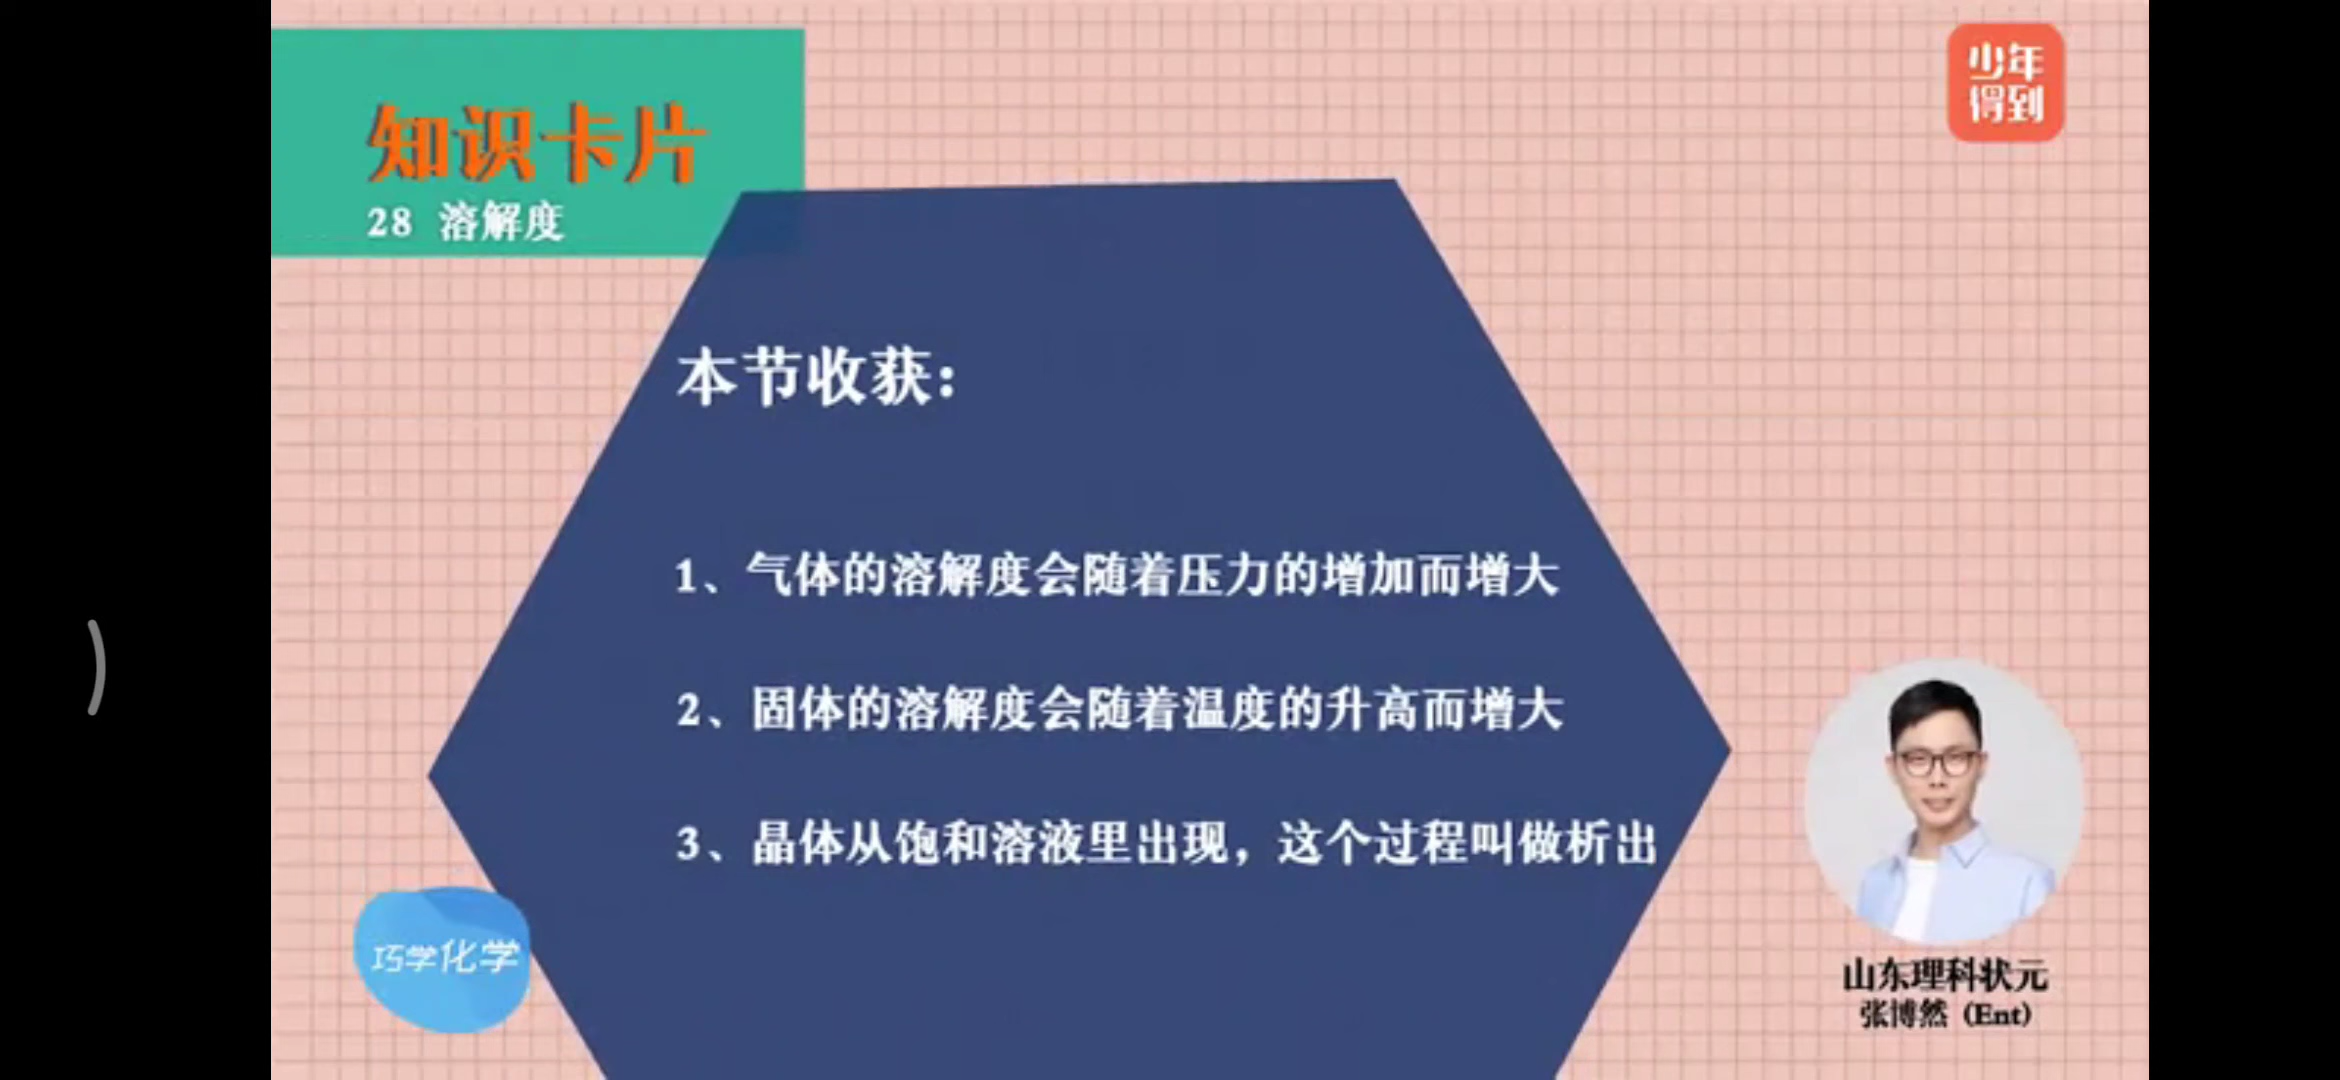 少年
得到
知识卡片
28 溶解度
本节收获：
1、气体的溶解度会随着压力的增加而增大
2、固体的溶解度会随着温度的升高而增大
3、晶体从饱和溶液里出现，这个过程叫做析出
巧学化学
山东理科状元
张博然（Ent）